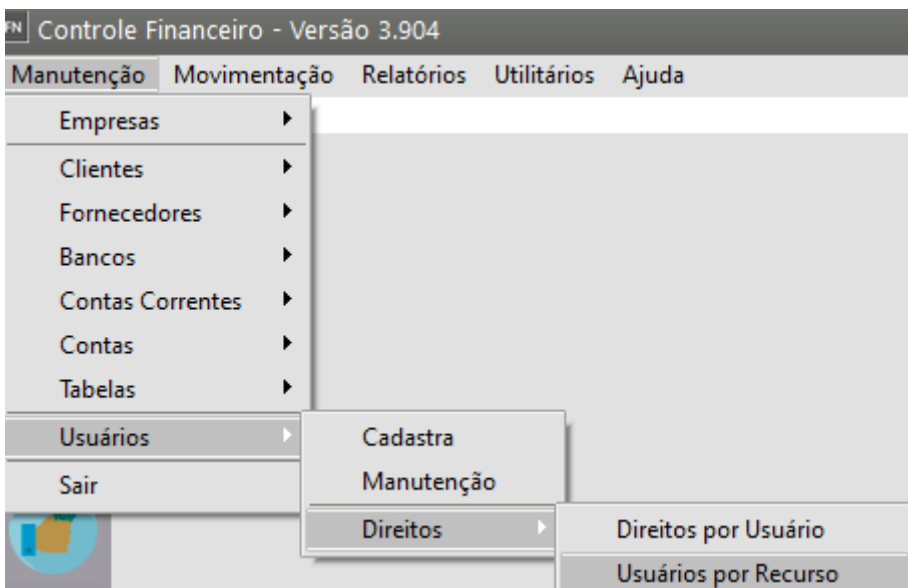 FN Controle Financeiro - Versão 3.904
Manutenção Movimentação Relatórios Utilitários Ajuda
Empresas
Clientes
Fornecedores
Bancos
Contas Correntes
Contas
Tabelas
Usuários
Sair
Cadastra
Manutenção
Direitos
Direitos por Usuário
Usuários por Recurso